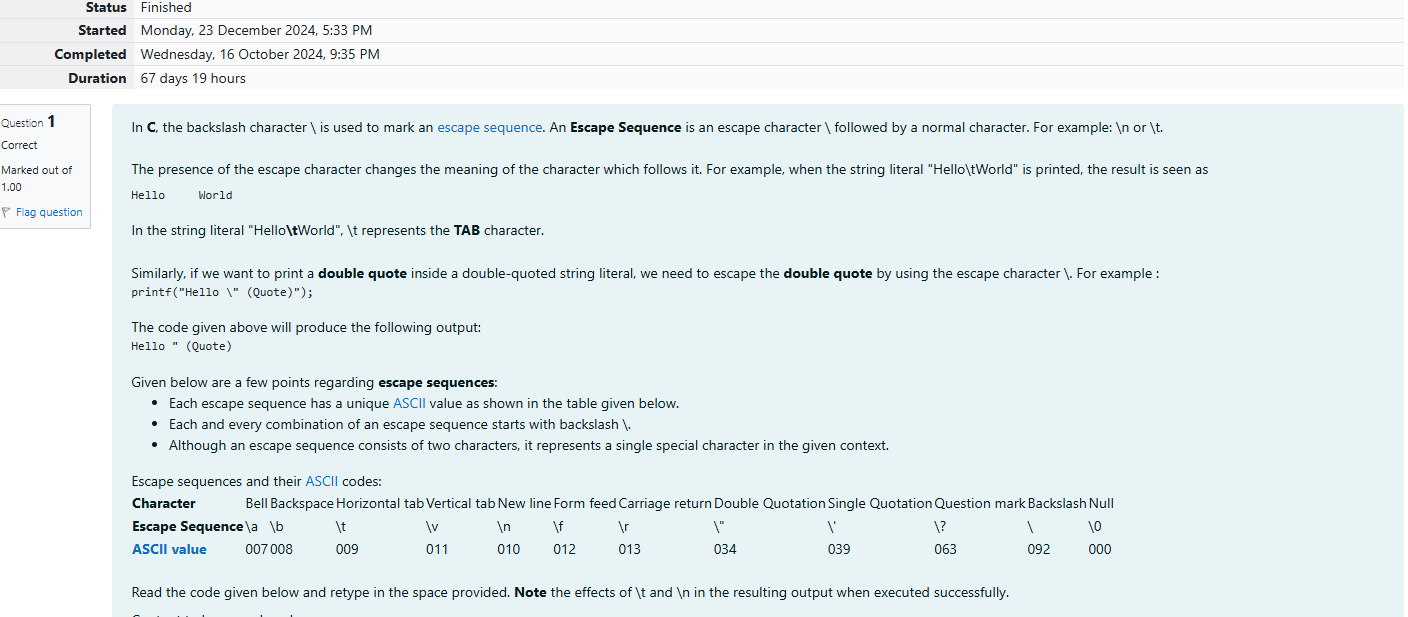 Status Finished
Started Monday, 23 December 2024, 5:33 PM
Completed Wednesday, 16 October 2024, 9:35 PM
Duration 67 days 19 hours
Question 1
Correct
Marked out of
1.00
Flag question
In C, the backslash character \ is used to mark an escape sequence. An Escape Sequence is an escape character \ followed by a normal character. For example: \n or \t.
The presence of the escape character changes the meaning of the character which follows it. For example, when the string literal "Hello\tWorld" is printed, the result is seen as
Hello     World
In the string literal "Hello\tWorld", \t represents the TAB character.
Similarly, if we want to print a double quote inside a double-quoted string literal, we need to escape the double quote by using the escape character \. For example :
printf("Hello \" (Quote)");
The code given above will produce the following output:
Hello " (Quote)
Given below are a few points regarding escape sequences:
• Each escape sequence has a unique ASCII value as shown in the table given below.
• Each and every combination of an escape sequence starts with backslash \.
• Although an escape sequence consists of two characters, it represents a single special character in the given context.
Escape sequences and their ASCII codes:
Character Bell Backspace Horizontal tab Vertical tab New line Form feed Carriage return Double Quotation Single Quotation Question mark Backslash Null
Escape Sequence \a \b \t \v \n \f \r \" \' \? \ \0
ASCII value 007 008 009 011 010 012 013 034 039 063 092 000
Read the code given below and retype in the space provided. Note the effects of \t and \n in the resulting output when executed successfully.